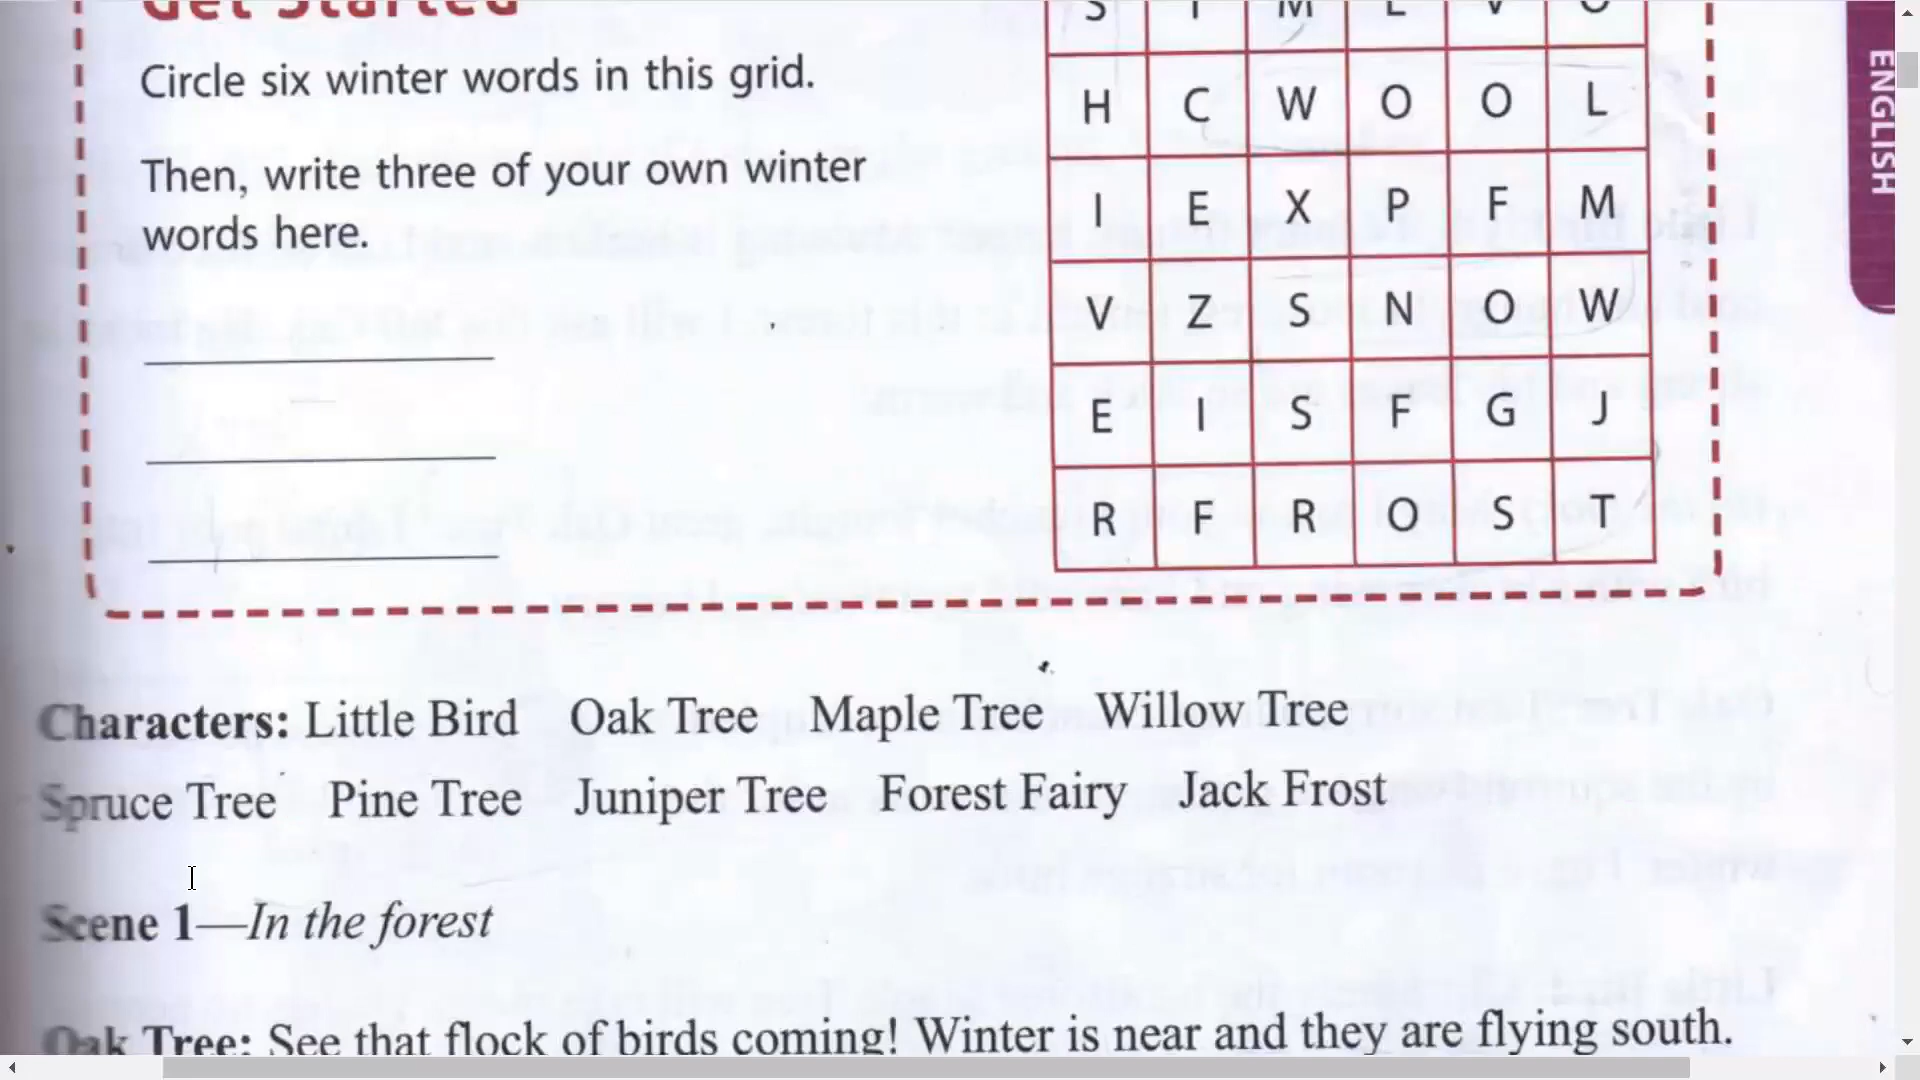 Get Started
Circle six winter words in this grid.
Then, write three of your own winter
words here.
H C W O O L
I E X P F M
V Z S N O W
E I S F G J
R F R O S T
ENGLISH
Characters: Little Bird Oak Tree Maple Tree Willow Tree
Spruce Tree Pine Tree Juniper Tree Forest Fairy Jack Frost
Scene 1—In the forest
Oak Tree: See that flock of birds coming! Winter is near and they are flying south.